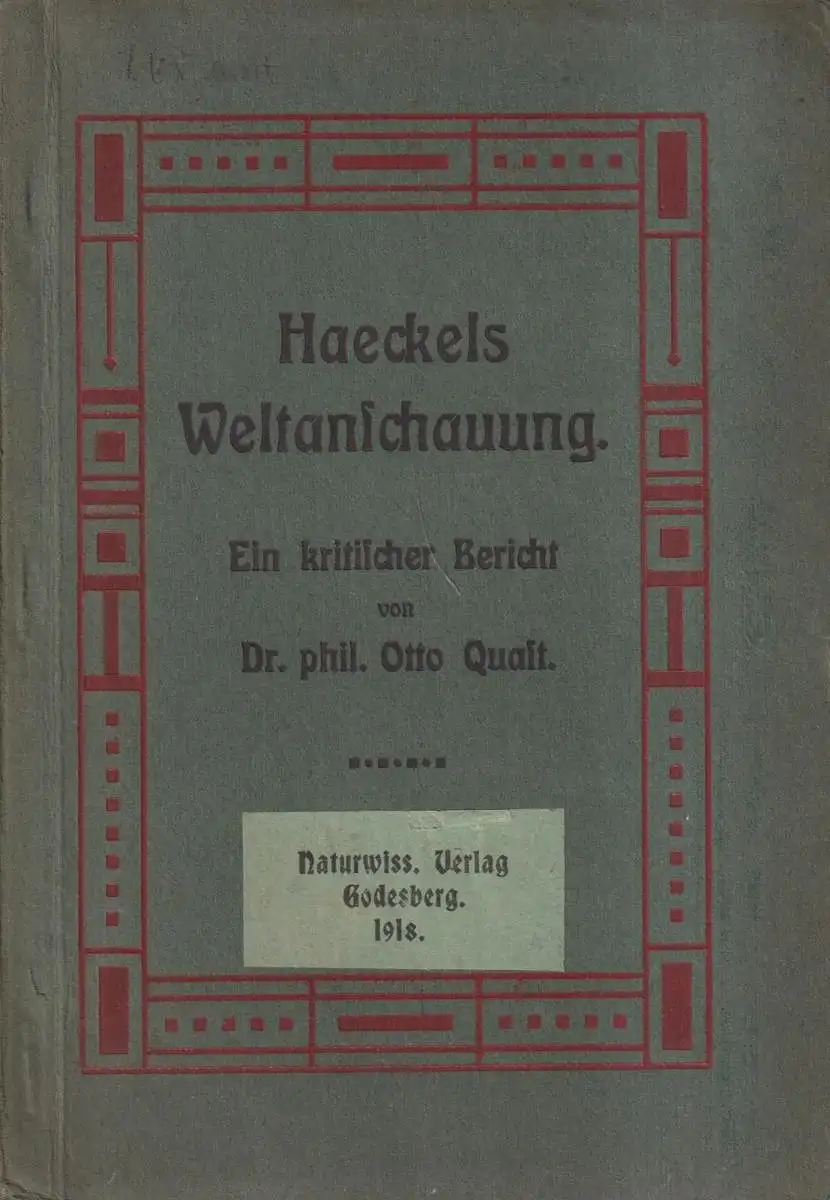 Haeckels
Weltanſchauung.
Ein kritiſcher Bericht
von
Dr. phil. Otto Quaſt.
Naturwiss. Verlag
Godesberg.
1918.